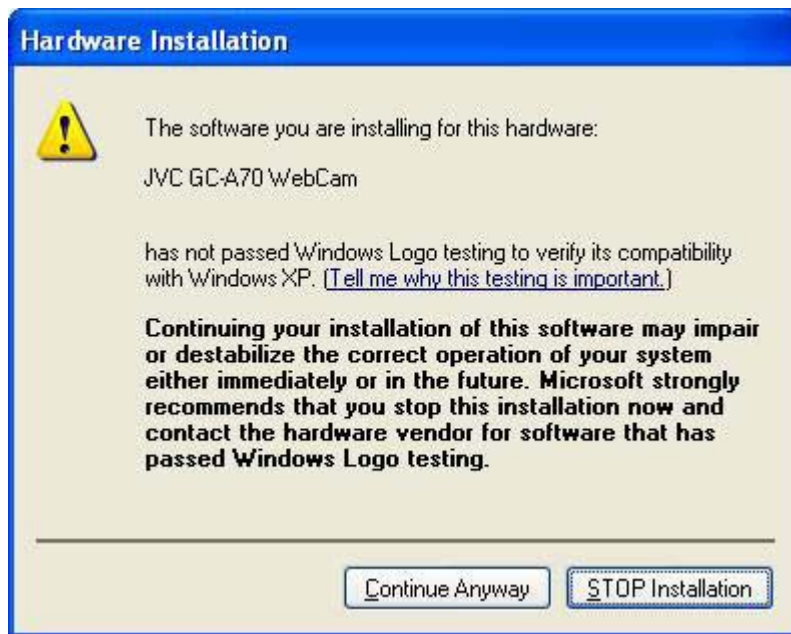 Hardware Installation
The software you are installing for this hardware:
JVC GC-A70 WebCam
has not passed Windows Logo testing to verify its compatibility
with Windows XP. (Tell me why this testing is important.)
Continuing your installation of this software may impair
or destabilize the correct operation of your system
either immediately or in the future. Microsoft strongly
recommends that you stop this installation now and
contact the hardware vendor for software that has
passed Windows Logo testing.
Continue Anyway
STOP Installation